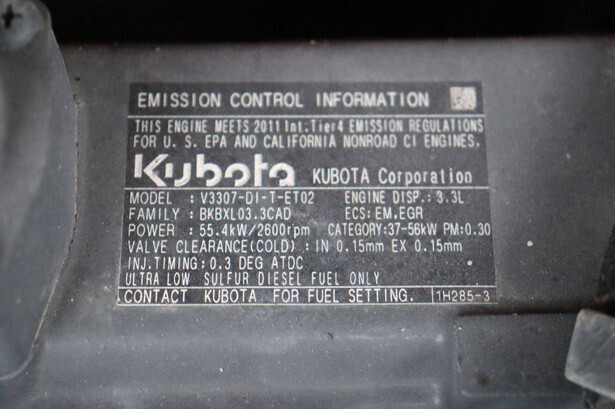 EMISSION CONTROL INFORMATION
THIS ENGINE MEETS 2011 Int.Tier4 EMISSION REGULATIONS
FOR U. S. EPA AND CALIFORNIA NONROAD CI ENGINES.
Kubota KUBOTA Corporation
MODEL : V3307-DI-T-ET02 ENGINE DISP.: 3.3L
FAMILY : BKBXL03.3CAD ECS: EM,EGR
POWER : 55.4kW/2600rpm CATEGORY:37-56kW PM:0.30
VALVE CLEARANCE(COLD) : IN 0.15mm EX 0.15mm
INJ.TIMING: 0.3 DEG ATDC
ULTRA LOW SULFUR DIESEL FUEL ONLY
CONTACT KUBOTA FOR FUEL SETTING. 1H285-3